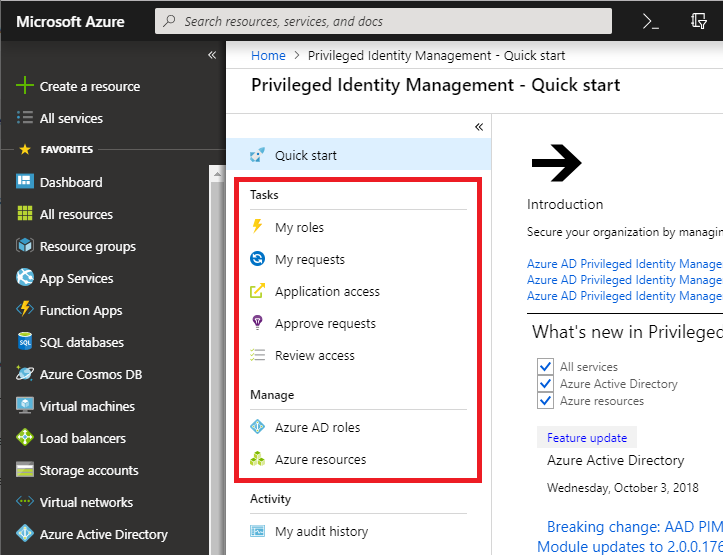 Microsoft Azure
Search resources, services, and docs
Create a resource
All services
FAVORITES
Dashboard
All resources
Resource groups
App Services
Function Apps
SQL databases
Azure Cosmos DB
Virtual machines
Load balancers
Storage accounts
Virtual networks
Azure Active Directory
Home > Privileged Identity Management - Quick start
Privileged Identity Management - Quick start
Quick start
Tasks
My roles
My requests
Application access
Approve requests
Review access
Manage
Azure AD roles
Azure resources
Activity
My audit history
Introduction
Secure your organization by managing
Azure AD Privileged Identity Manage
Azure AD Privileged Identity Manage
Azure AD Privileged Identity Manage
What's new in Privileged
All services
Azure Active Directory
Azure resources
Feature update
Azure Active Directory
Wednesday, October 3, 2018
Breaking change: AAD PIM
Module updates to 2.0.0.176